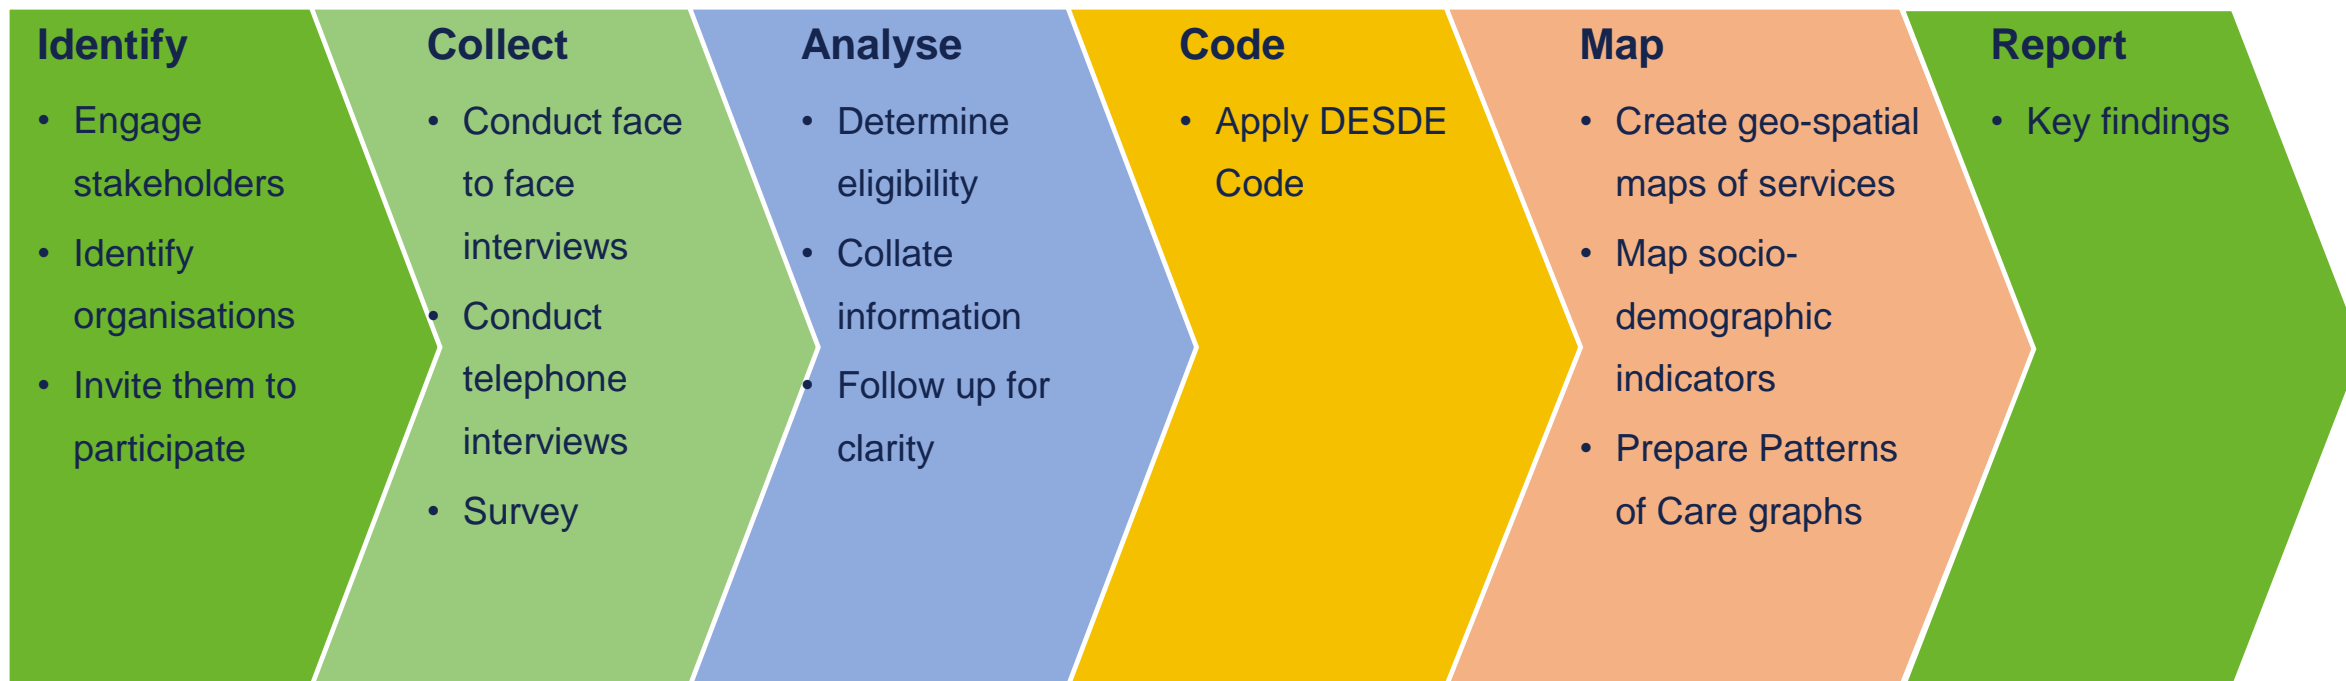 Identify
• Engage
stakeholders
• Identify
organisations
• Invite them to
participate
Collect
• Conduct face
to face
interviews
• Conduct
telephone
interviews
• Survey
Analyse
• Determine
eligibility
• Collate
information
• Follow up for
clarity
Code
• Apply DESDE
Code
Map
• Create geo-spatial
maps of services
• Map socio-
demographic
indicators
• Prepare Patterns
of Care graphs
Report
• Key findings